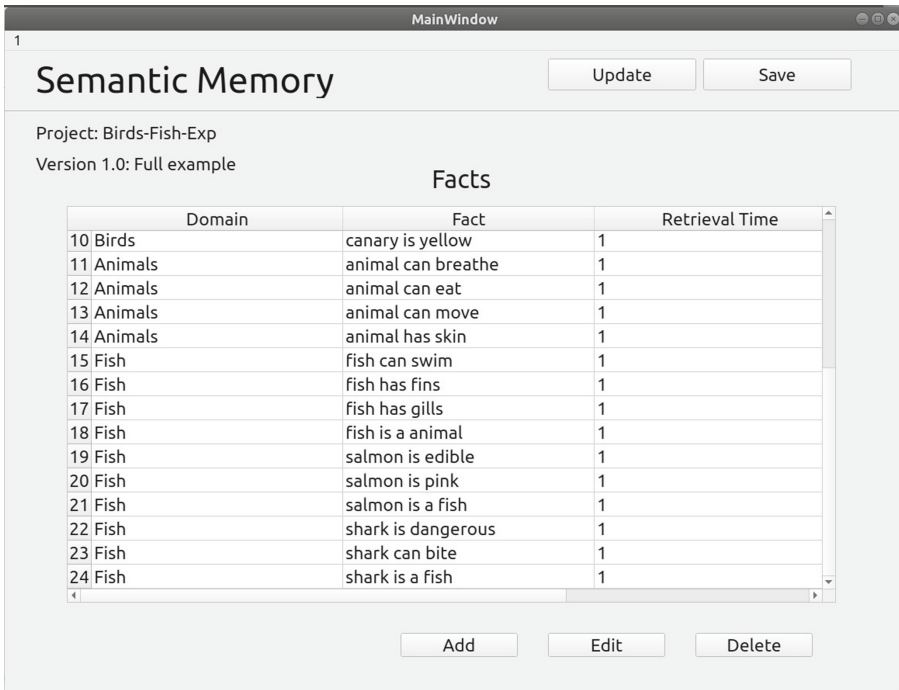 MainWindow
1
Semantic Memory
Update Save
Project: Birds-Fish-Exp
Version 1.0: Full example
Facts
Domain Fact Retrieval Time
10 Birds canary is yellow 1
11 Animals animal can breathe 1
12 Animals animal can eat 1
13 Animals animal can move 1
14 Animals animal has skin 1
15 Fish fish can swim 1
16 Fish fish has fins 1
17 Fish fish has gills 1
18 Fish fish is a animal 1
19 Fish salmon is edible 1
20 Fish salmon is pink 1
21 Fish salmon is a fish 1
22 Fish shark is dangerous 1
23 Fish shark can bite 1
24 Fish shark is a fish 1
Add Edit Delete